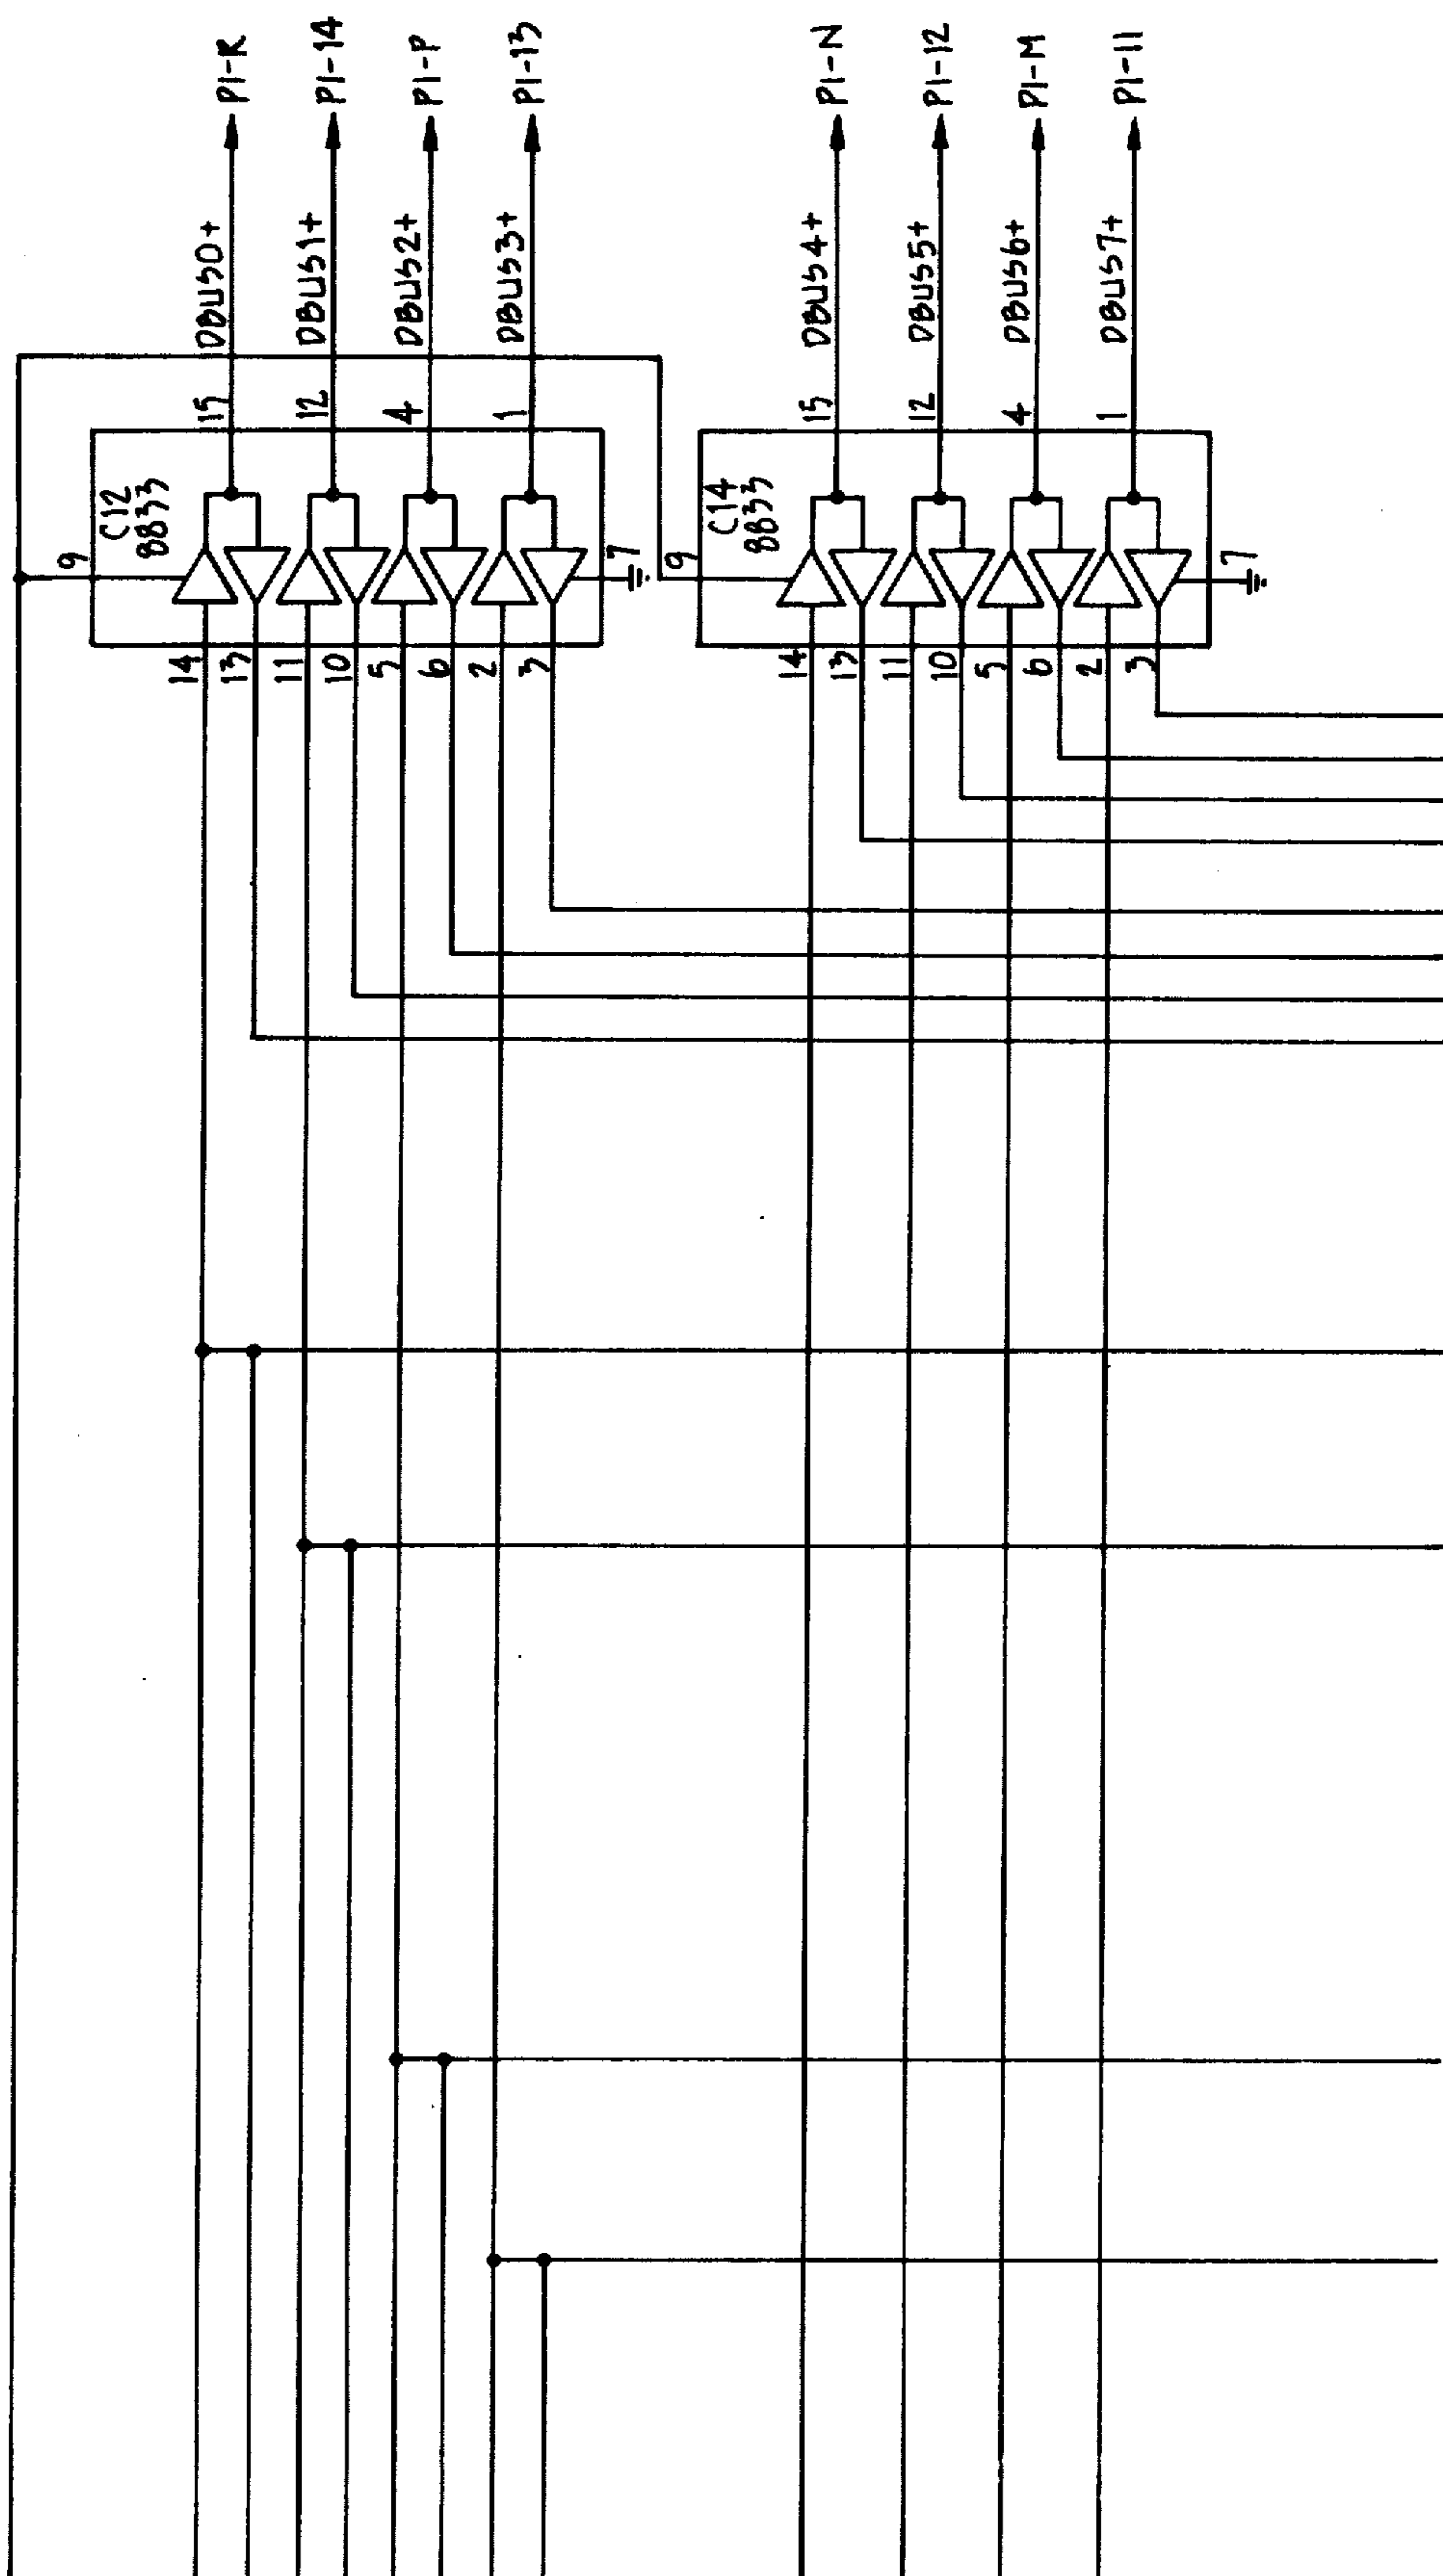 P1-R
P1-14
P1-P
P1-13
P1-N
P1-12
P1-M
P1-11
DBUS0+
DBUS1+
DBUS2+
DBUS3+
DBUS4+
DBUS5+
DBUS6+
DBUS7+
15
12
4
1
15
12
4
1
9
C12
8833
7
9
C14
8833
7
14
13
11
10
5
6
2
3
14
13
11
10
5
6
2
3